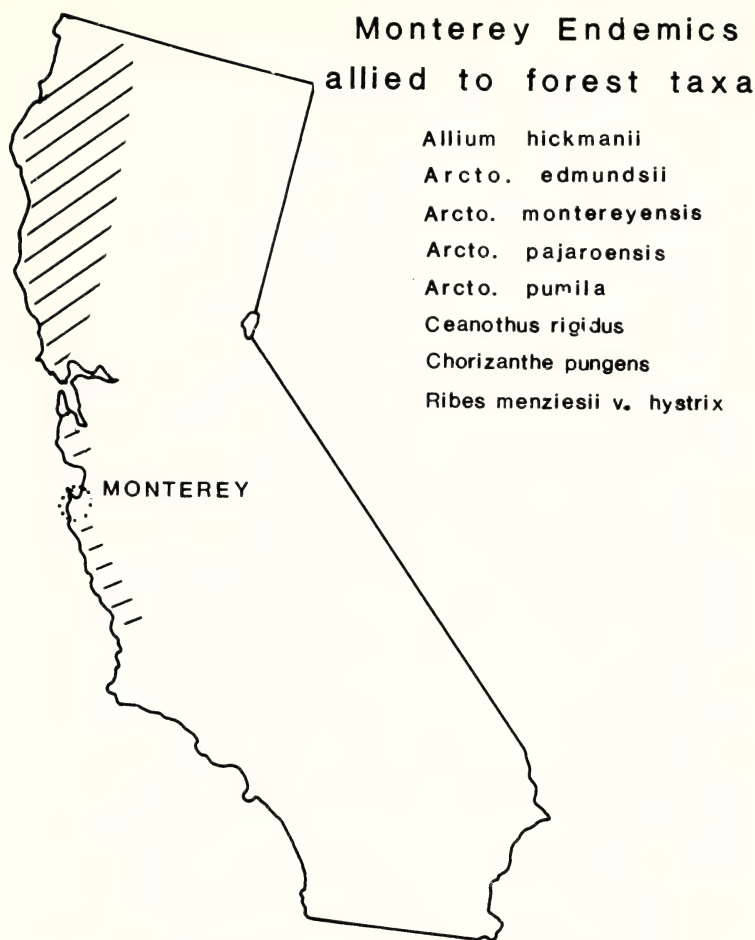 Monterey Endemics
allied to forest taxa
Allium hickmanii
Arcto. edmundsii
Arcto. montereyensis
Arcto. pajaroensis
Arcto. pumila
Ceanothus rigidus
Chorizanthe pungens
Ribes menziesii v. hystrix
MONTEREY